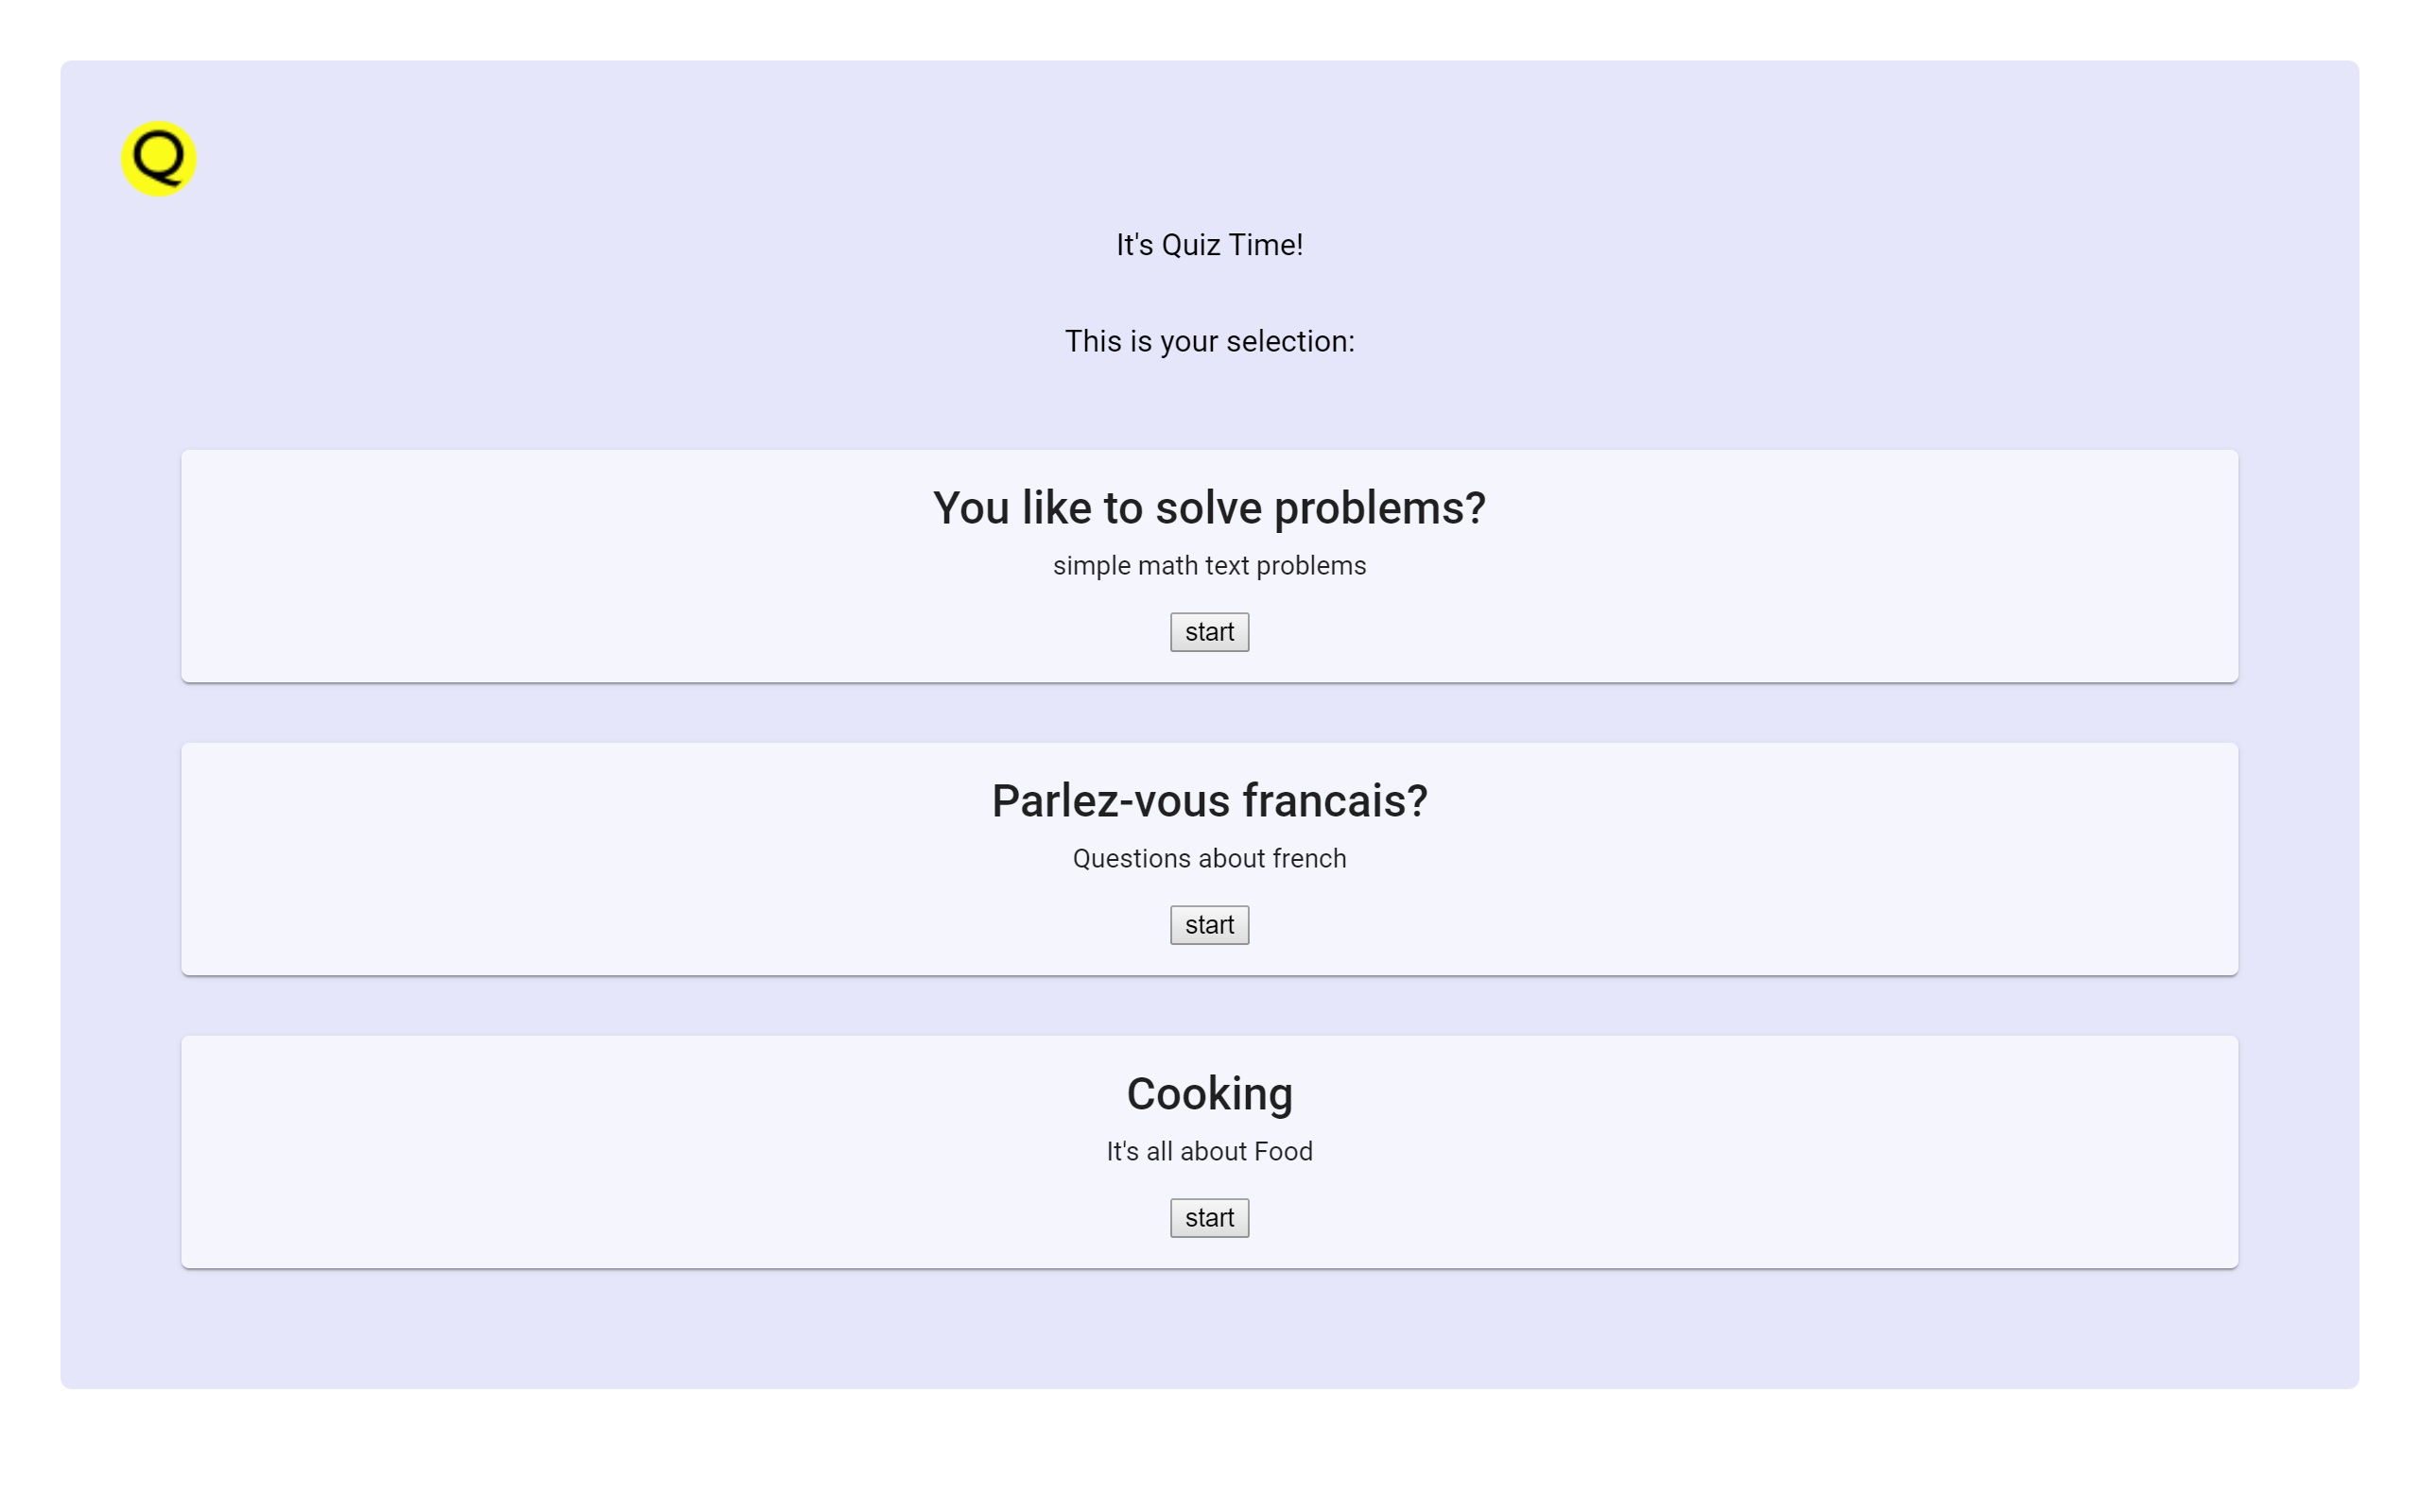 Q
It's Quiz Time!
This is your selection:
You like to solve problems?
simple math text problems
start
Parlez-vous francais?
Questions about french
start
Cooking
It's all about Food
start